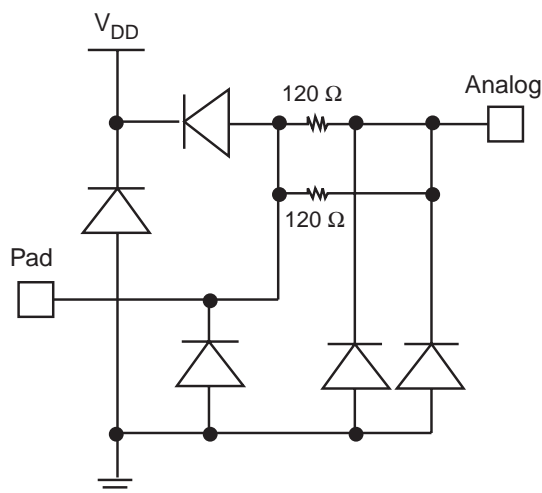 VDD
Analog
120 Ω
120 Ω
Pad